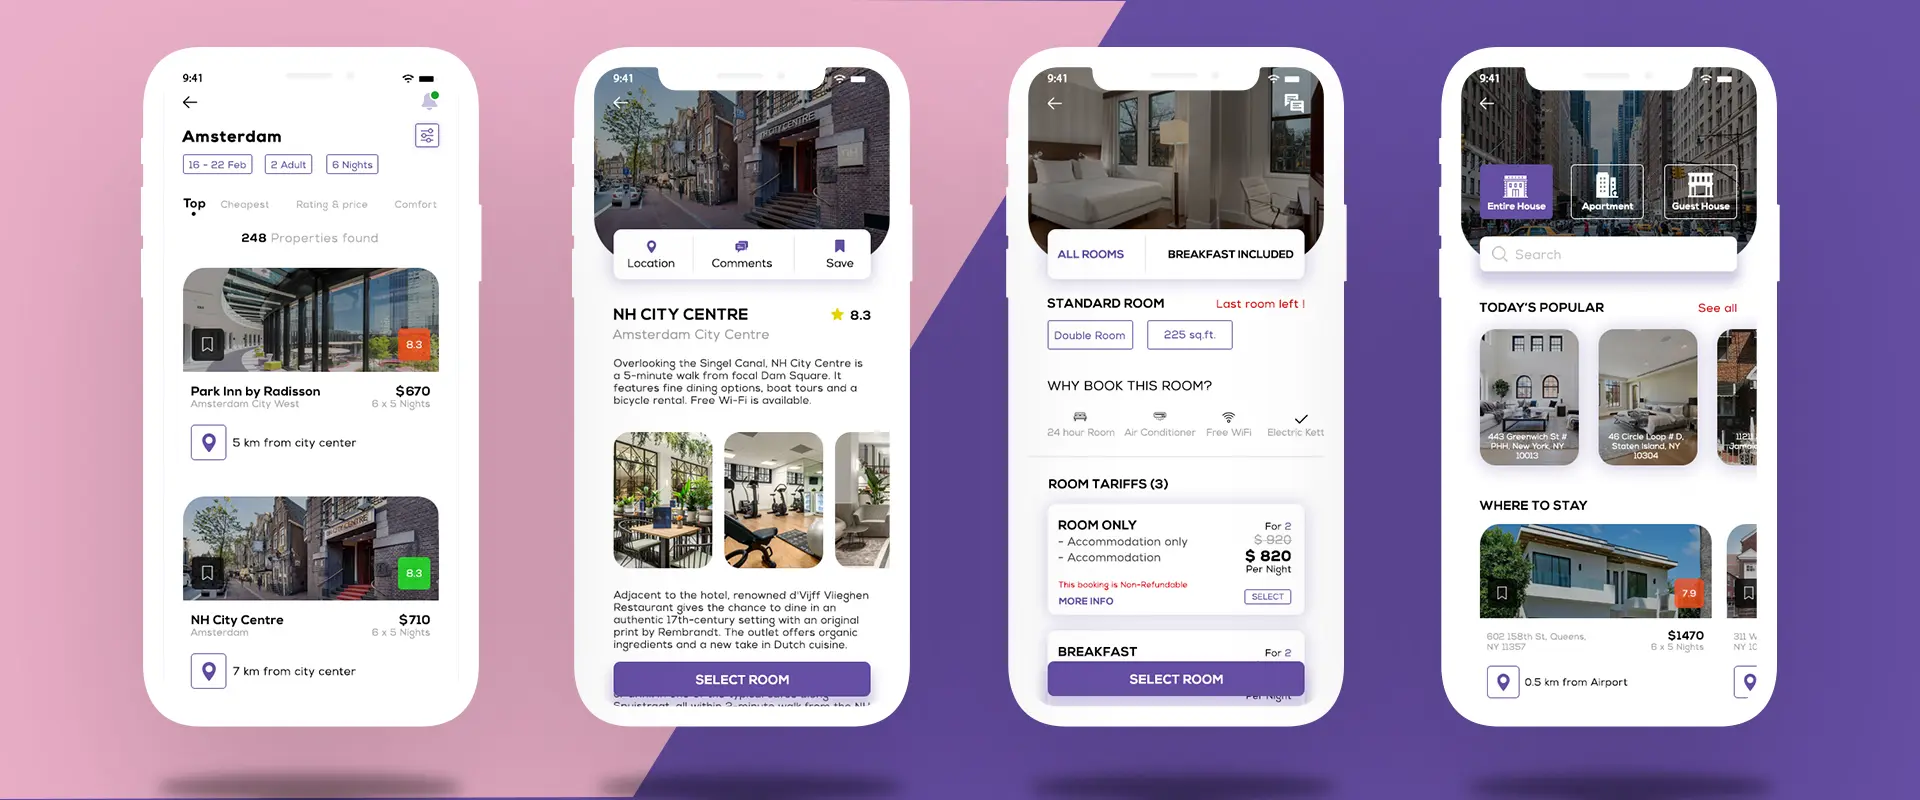 9:41
Amsterdam
16 - 22 Feb
2 Adult
6 Nights
Top
Cheapest
Rating & price
Comfort
248 Properties found
8.3
Park Inn by Radisson
$670
Amsterdam City West
6 x 5 Nights
5 km from city center
8.3
NH City Centre
$710
Amsterdam
6 x 5 Nights
7 km from city center
9:41
NH CITY CENTRE
Location
Comments
Save
NH CITY CENTRE
8.3
Amsterdam City Centre
Overlooking the Singel Canal, NH City Centre is
a 5-minute walk from focal Dam Square. It
features fine dining options, boat tours and a
bicycle rental. Free Wi-Fi is available.
Adjacent to the hotel, renowned d'Vijff Vlieghen
Restaurant gives the chance to dine in an
authentic 17th-century setting with an original
print by Rembrandt. The outlet offers organic
ingredients and a new take in Dutch cuisine.
SELECT ROOM
9:41
ALL ROOMS
BREAKFAST INCLUDED
STANDARD ROOM
Last room left !
Double Room
225 sq.ft.
WHY BOOK THIS ROOM?
24 hour Room
Air Conditioner
Free WiFi
Electric Kett
ROOM TARIFFS (3)
ROOM ONLY
For 2
- Accommodation only
$ 920
- Accommodation
$ 820
Per Night
This booking is Non-Refundable
MORE INFO
SELECT
BREAKFAST
For 2
SELECT ROOM
Per Night
9:41
Entire House
Apartment
Guest House
Search
TODAY'S POPULAR
See all
443 Greenwich St #
PHH, New York, NY
10013
46 Circle Loop # D,
Staten Island, NY
10304
WHERE TO STAY
7.9
602 158th St, Queens,
NY 11357
$1470
6 x 5 Nights
311 W
NY 10
0.5 km from Airport